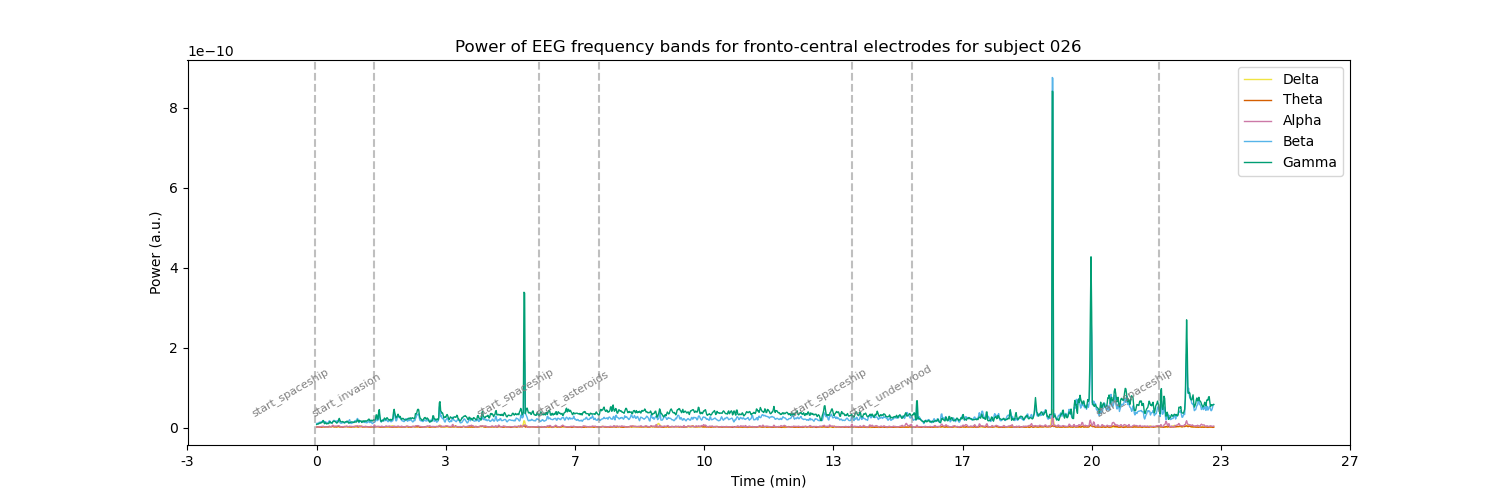 Power of EEG frequency bands for fronto-central electrodes for subject 026
1e−10
8
6
4
2
0
Power (a.u.)
Delta
Theta
Alpha
Beta
Gamma
start_spaceship
start_invasion
start_spaceship
start_asteroids
start_spaceship
start_underwood
start_spaceship
-3
0
3
7
10
13
17
20
23
27
Time (min)